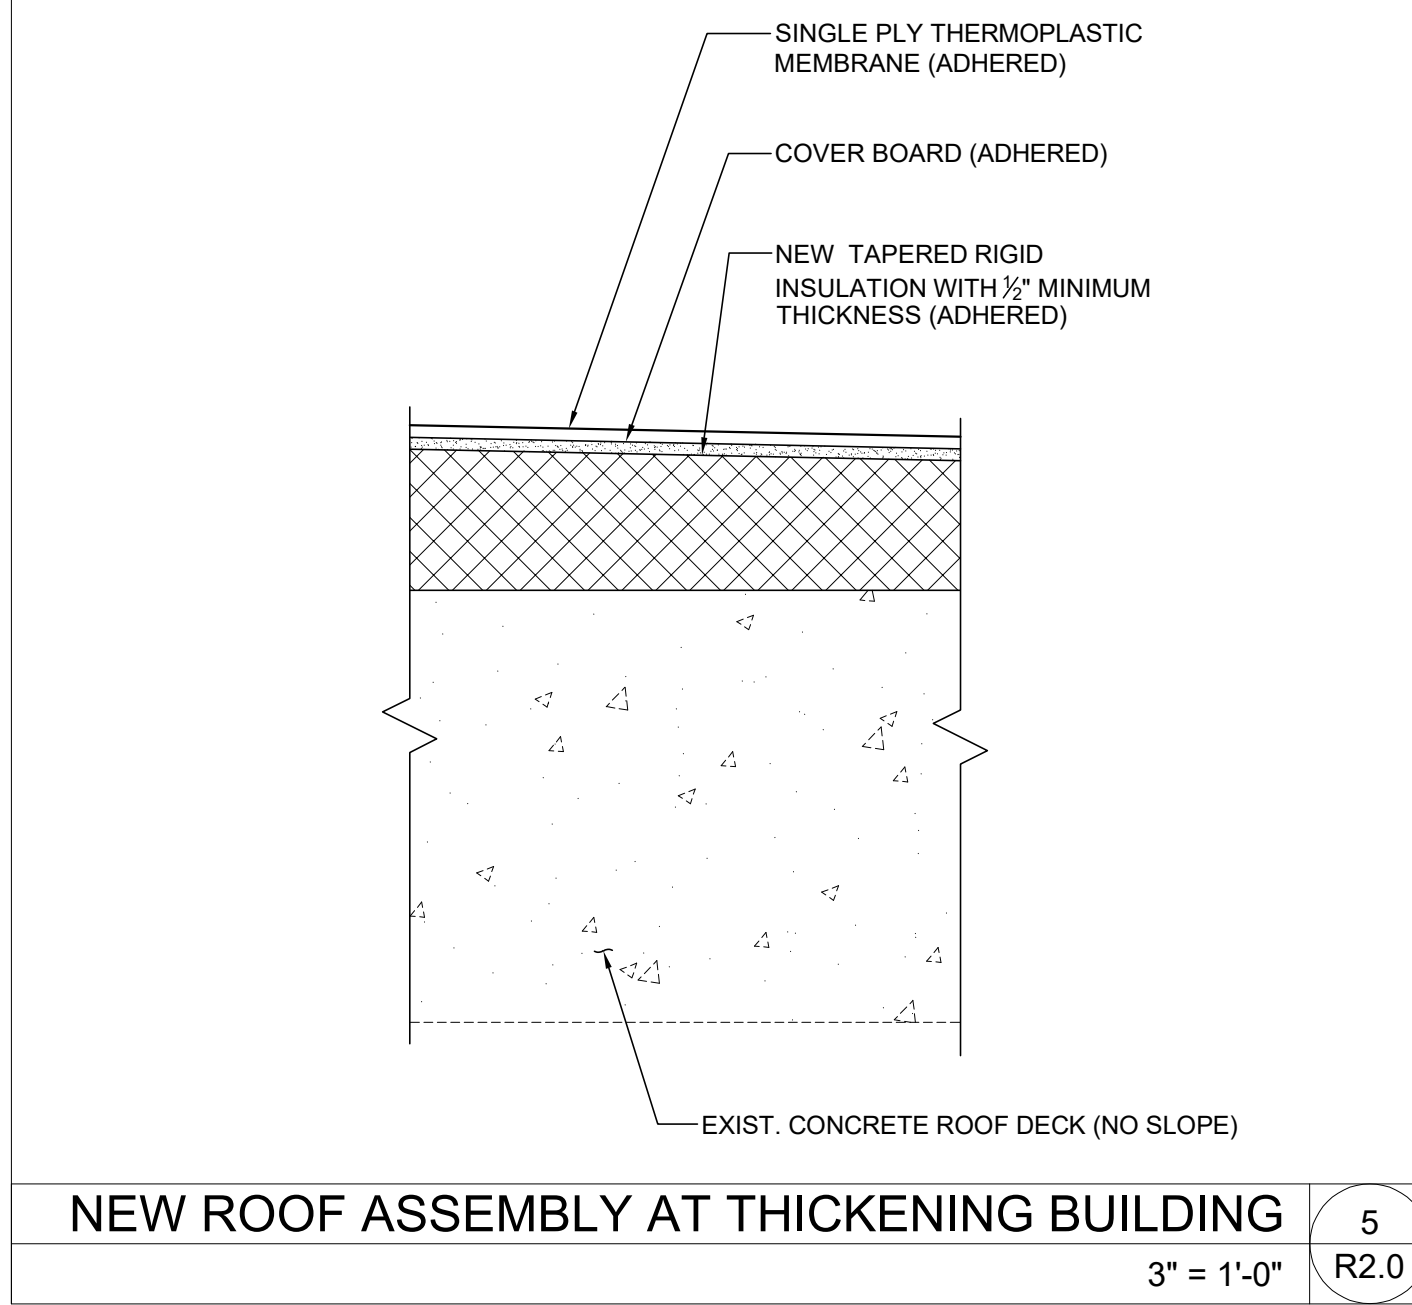 SINGLE PLY THERMOPLASTIC
MEMBRANE (ADHERED)
COVER BOARD (ADHERED)
NEW TAPERED RIGID
INSULATION WITH ½" MINIMUM
THICKNESS (ADHERED)
EXIST. CONCRETE ROOF DECK (NO SLOPE)
NEW ROOF ASSEMBLY AT THICKENING BUILDING
5
3" = 1'-0"
R2.0